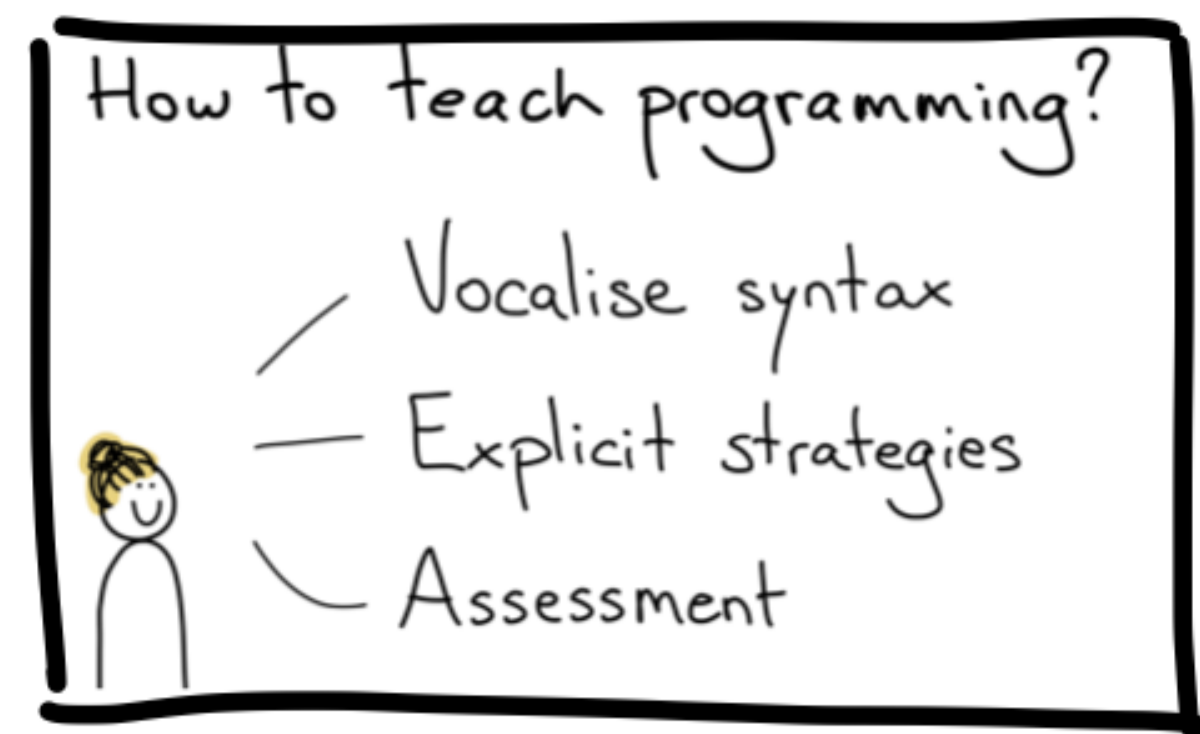 How to teach programming?
Vocalise syntax
Explicit strategies
Assessment